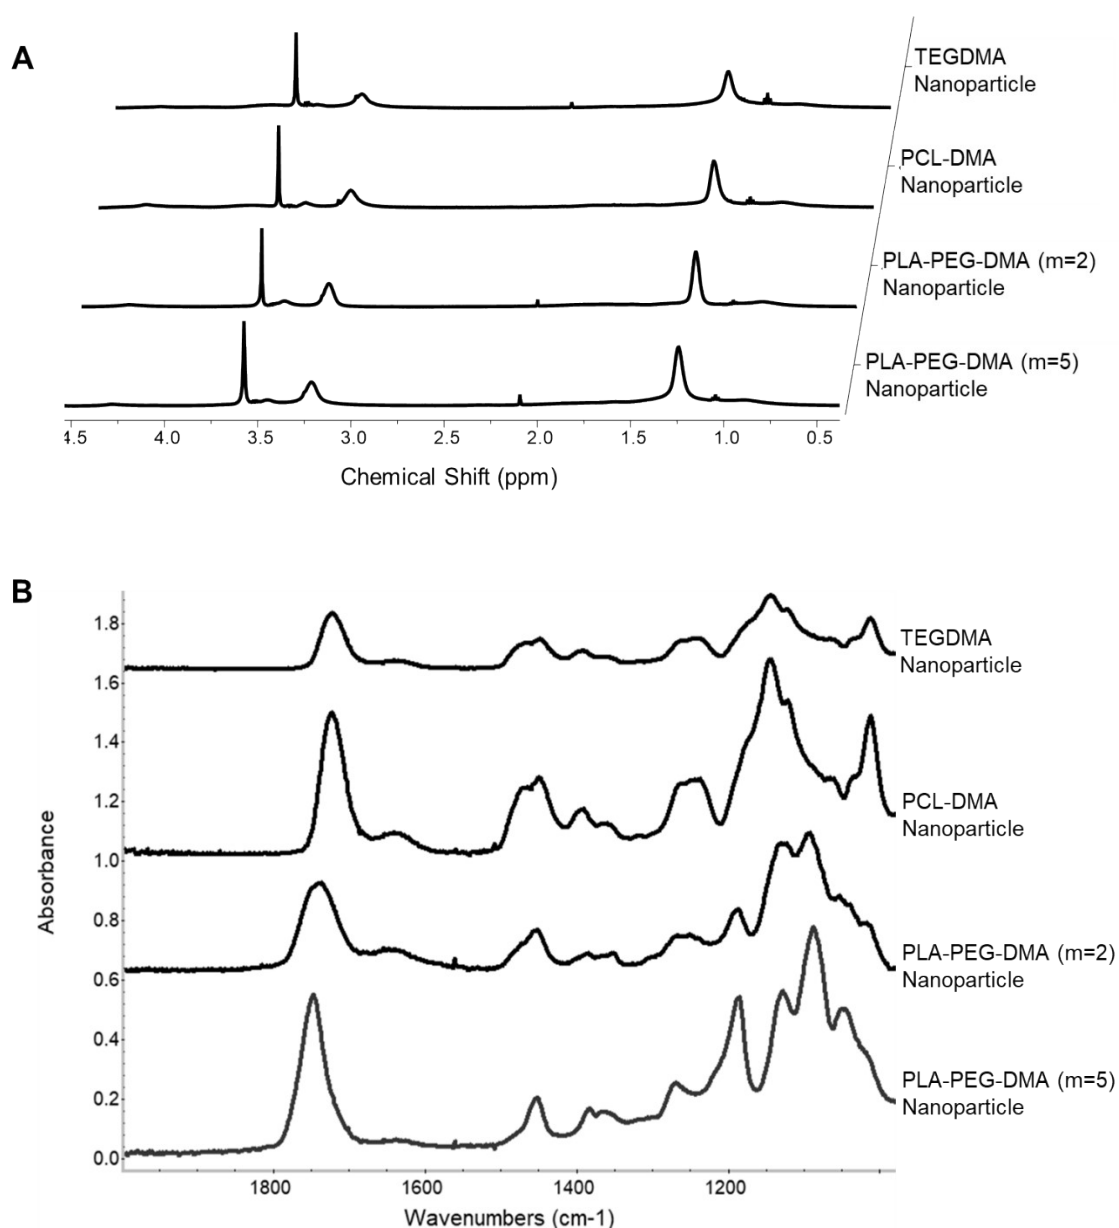 A
TEGDMA
Nanoparticle
PCL-DMA
Nanoparticle
PLA-PEG-DMA (m=2)
Nanoparticle
PLA-PEG-DMA (m=5)
Nanoparticle
4.5 4.0 3.5 3.0 2.5 2.0 1.5 1.0 0.5
Chemical Shift (ppm)
B
1.8
1.6
1.4
1.2
1.0
0.8
0.6
0.4
0.2
0.0
Absorbance
TEGDMA
Nanoparticle
PCL-DMA
Nanoparticle
PLA-PEG-DMA (m=2)
Nanoparticle
PLA-PEG-DMA (m=5)
Nanoparticle
1800 1600 1400 1200
Wavenumbers (cm-1)